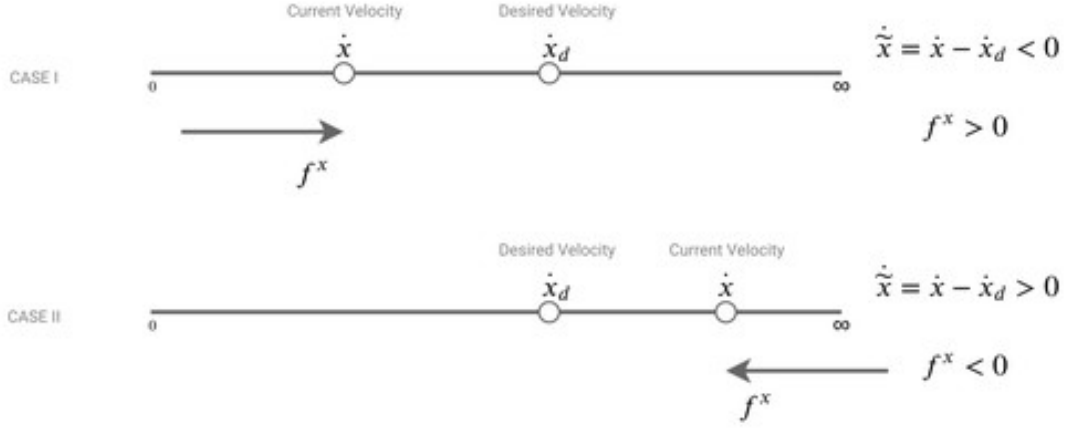 Current Velocity Desired Velocity
ẋ ẋ_d
CASE I
0 ∞
x̃̇ = ẋ − ẋ_d < 0
f^x > 0
f^x
Desired Velocity Current Velocity
ẋ_d ẋ
CASE II
0 ∞
x̃̇ = ẋ − ẋ_d > 0
f^x < 0
f^x